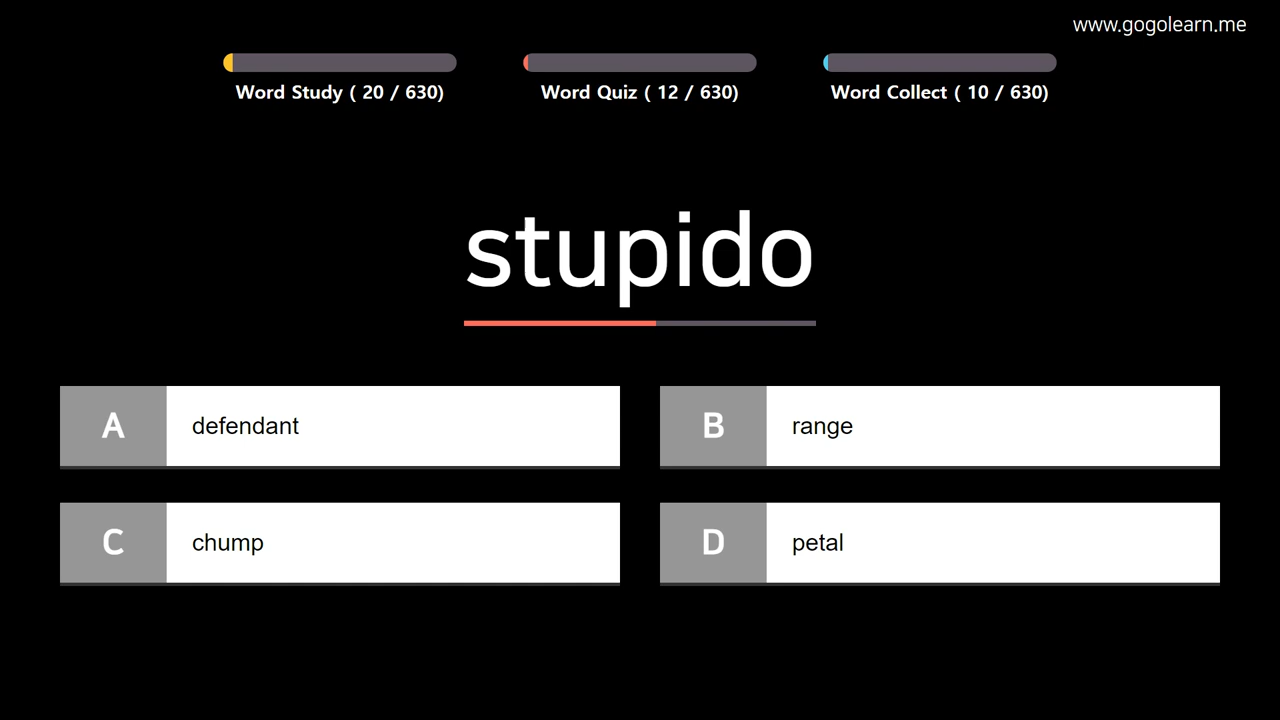 www.gogolearn.me
Word Study ( 20 / 630)
Word Quiz ( 12 / 630)
Word Collect ( 10 / 630)
stupido
A defendant
B range
C chump
D petal